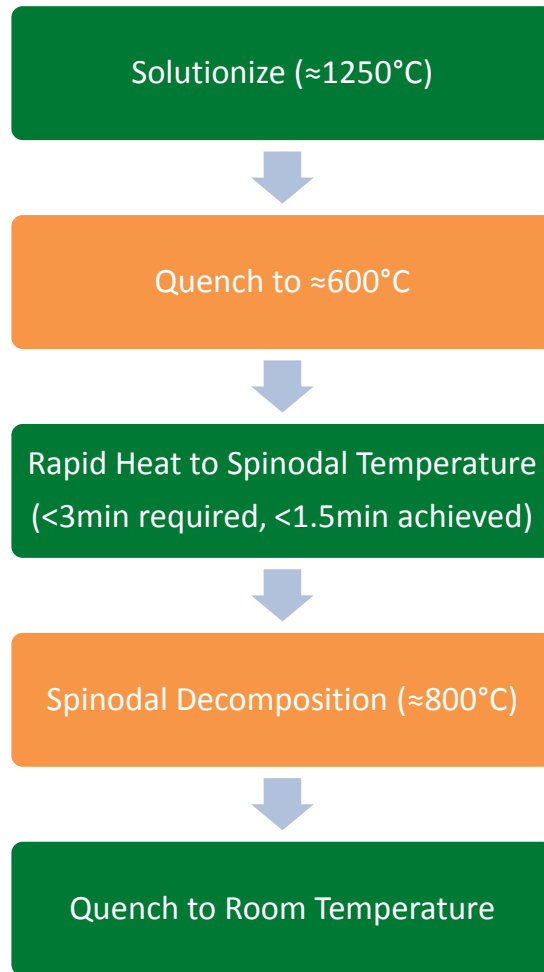 Solutionize (≈1250°C)
Quench to ≈600°C
Rapid Heat to Spinodal Temperature
(<3min required, <1.5min achieved)
Spinodal Decomposition (≈800°C)
Quench to Room Temperature